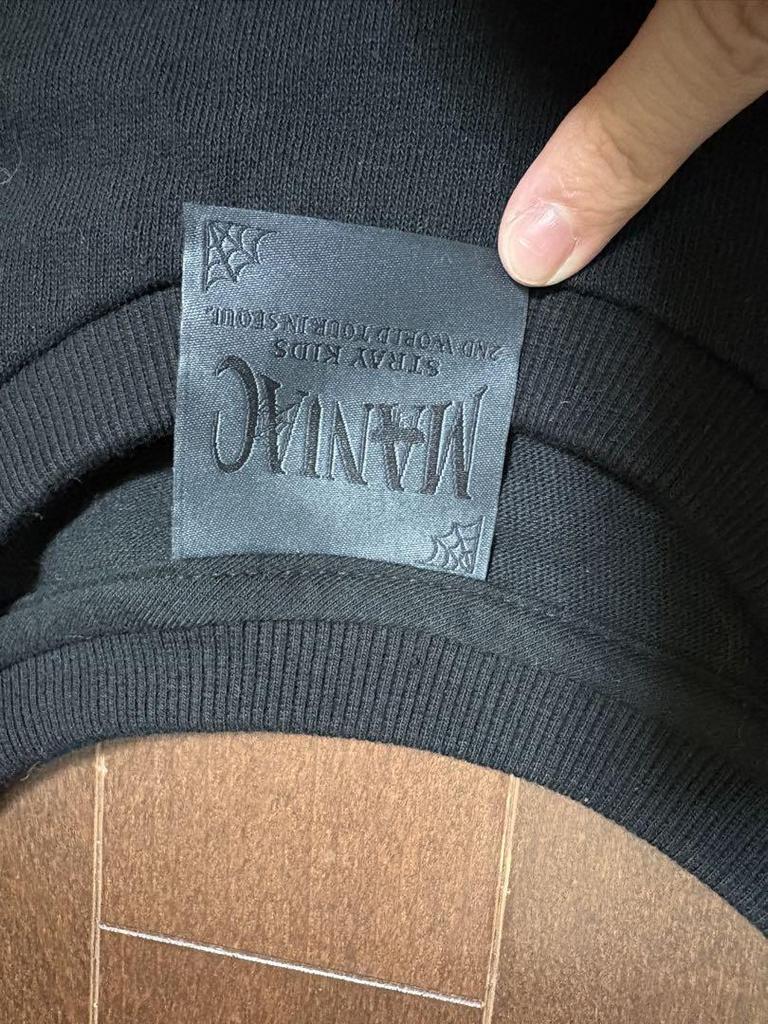 MANIAC
STRAY KIDS
2ND WORLD TOUR IN SEOUL